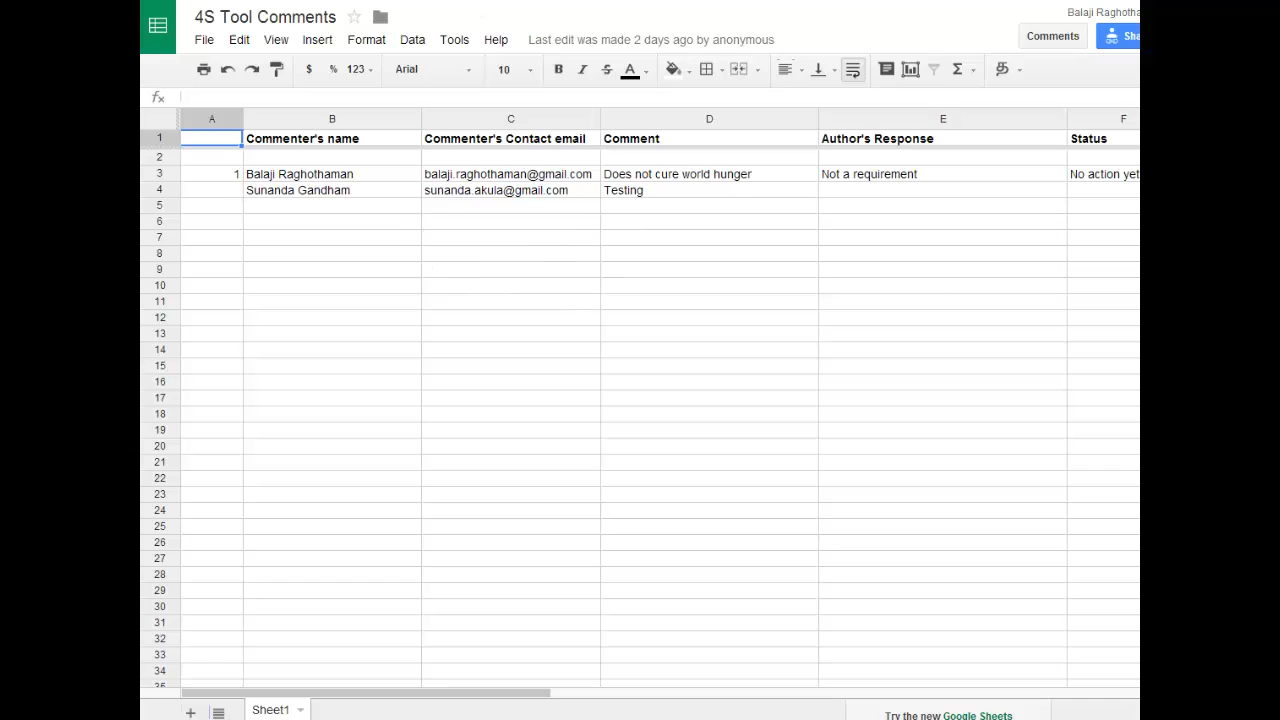 4S Tool Comments
Balaji Raghotha
File Edit View Insert Format Data Tools Help Last edit was made 2 days ago by anonymous
Comments
Sha
$ % 123 Arial 10 B I S A Σ
fx
A B C D E F
1 Commenter's name Commenter's Contact email Comment Author's Response Status
2
3 1 Balaji Raghothaman balaji.raghothaman@gmail.com Does not cure world hunger Not a requirement No action yet
4 Sunanda Gandham sunanda.akula@gmail.com Testing
5
6
7
8
9
10
11
12
13
14
15
16
17
18
19
20
21
22
23
24
25
26
27
28
29
30
31
32
33
34
35
+ Sheet1
Try the new Google Sheets